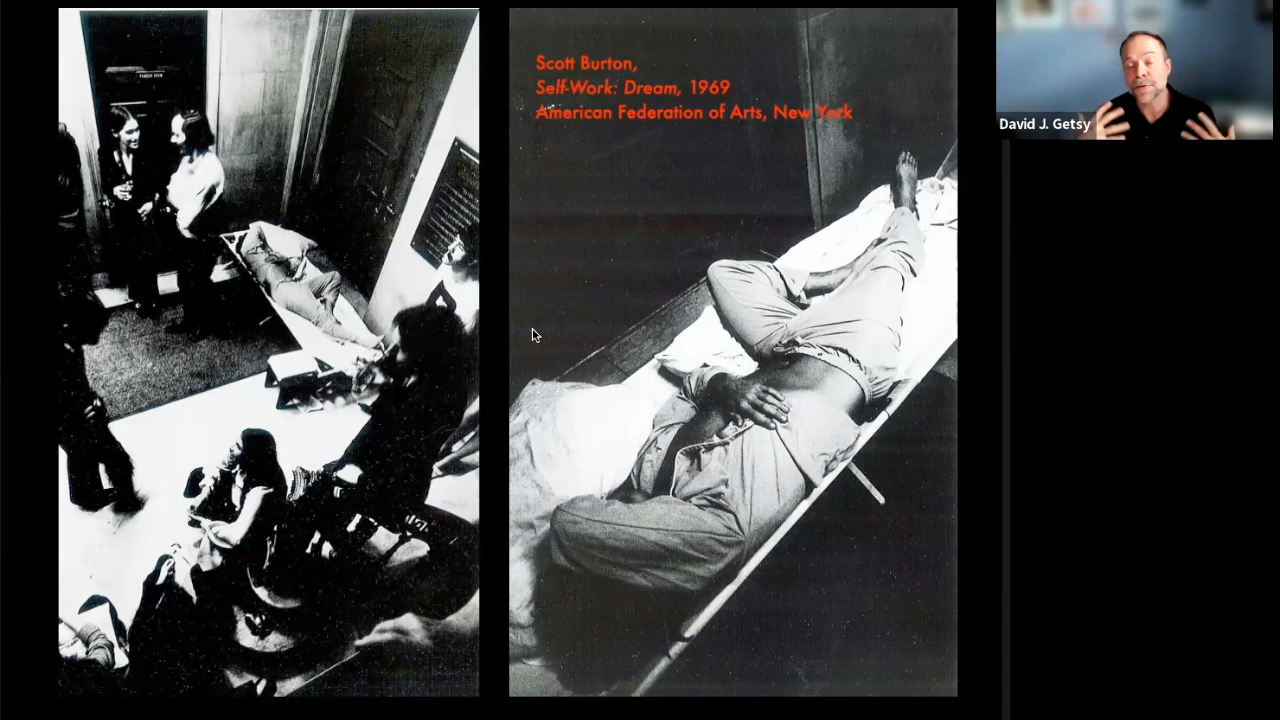 Scott Burton,
Self-Work: Dream, 1969
American Federation of Arts, New York
David J. Getsy